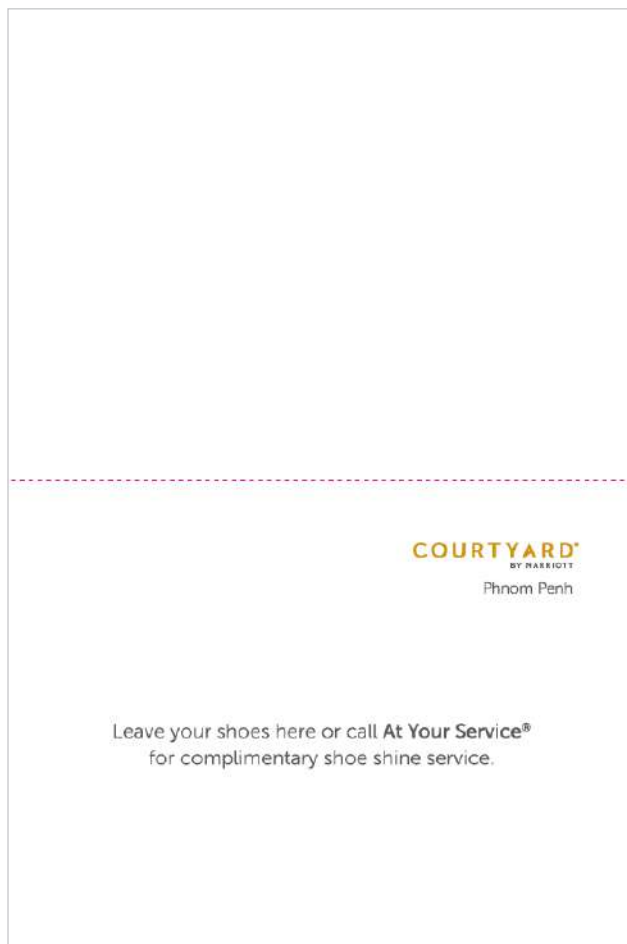 COURTYARD®
BY MARRIOTT
Phnom Penh
Leave your shoes here or call At Your Service®
for complimentary shoe shine service.